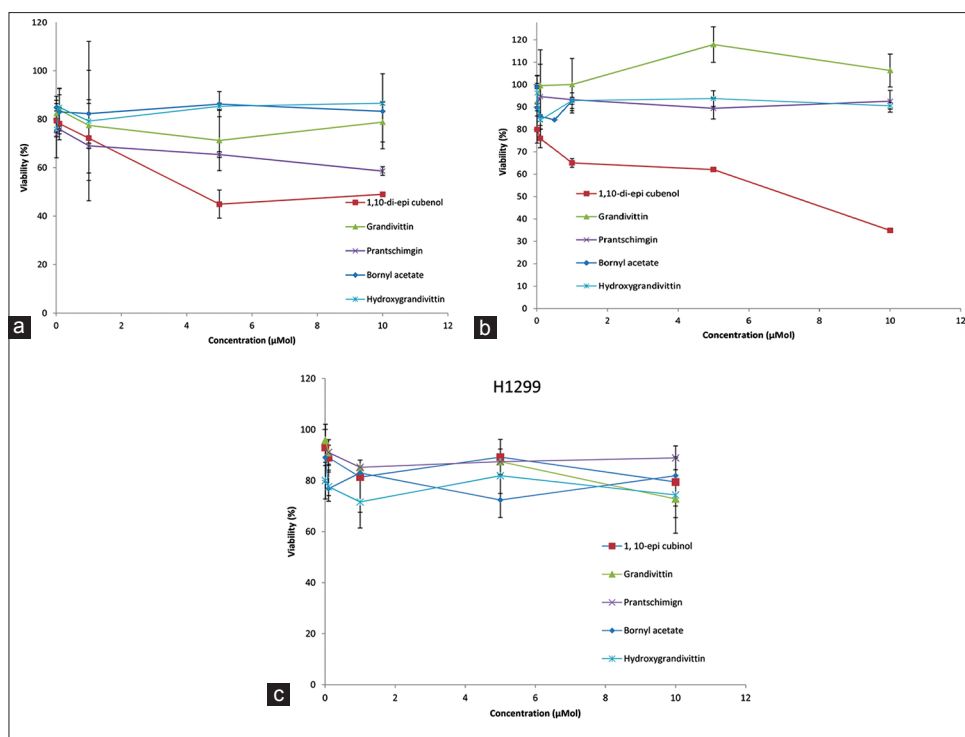 120
100
80
60
40
20
0
0
2
4
6
8
10
12
Viability (%)
Concentration (µMol)
1,10-di-epi cubenol
Grandivittin
Prantschimgin
Bornyl acetate
Hydroxygrandivittin
a
120
110
100
90
80
70
60
50
40
30
20
10
0
0
2
4
6
8
10
12
Viability (%)
Concentration (µMol)
1,10-di-epi cubenol
Grandivittin
Prantschimgin
Bornyl acetate
Hydroxygrandivittin
b
H1299
120
100
80
60
40
20
0
0
2
4
6
8
10
12
Viability (%)
Concentration (µMol)
1, 10-epi cubinol
Grandivittin
Prantschimign
Bornyl acetate
Hydroxygrandivittin
c